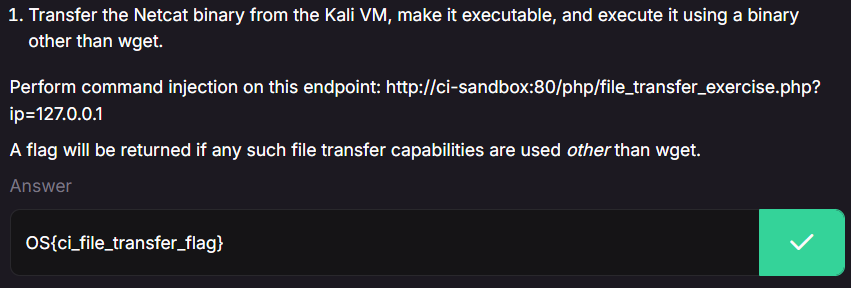 1. Transfer the Netcat binary from the Kali VM, make it executable, and execute it using a binary
other than wget.
Perform command injection on this endpoint: http://ci-sandbox:80/php/file_transfer_exercise.php?
ip=127.0.0.1
A flag will be returned if any such file transfer capabilities are used other than wget.
Answer
OS{ci_file_transfer_flag}